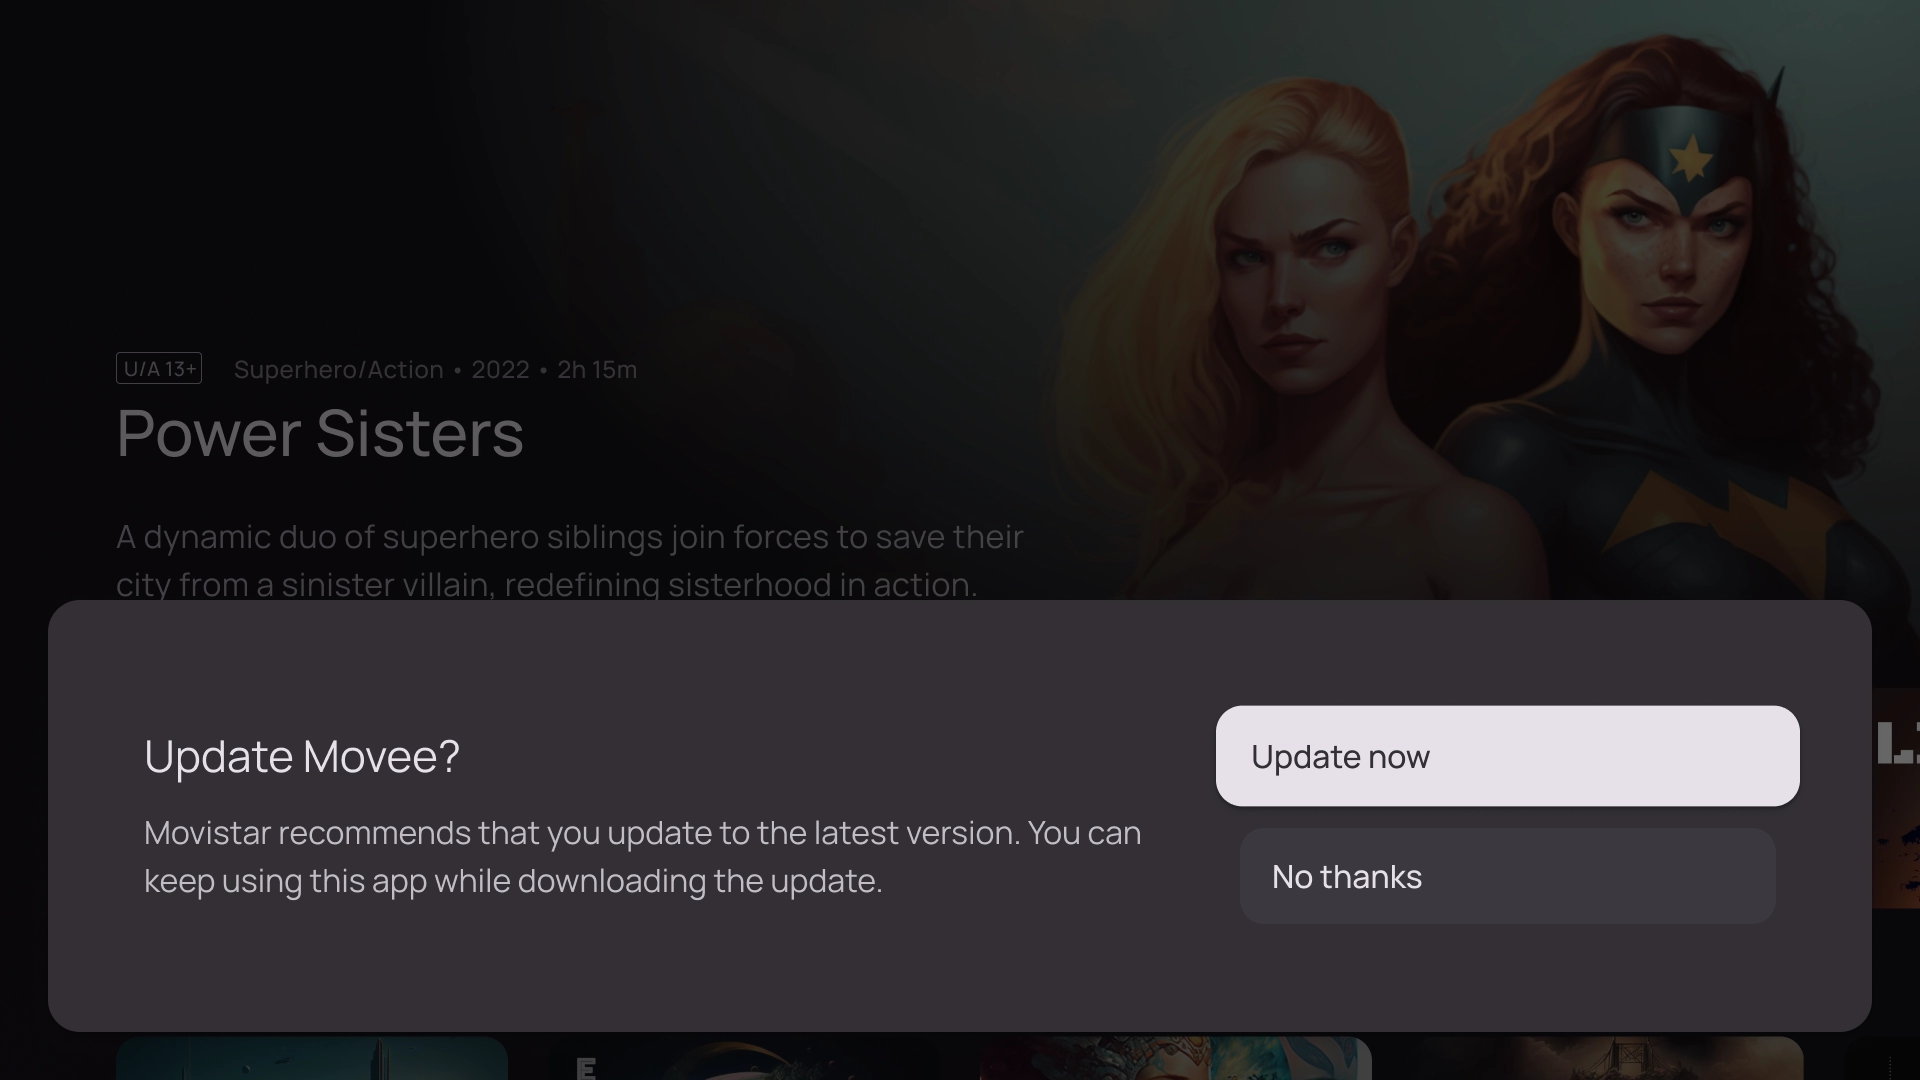 U/A 13+ Superhero/Action • 2022 • 2h 15m
Power Sisters
A dynamic duo of superhero siblings join forces to save their
city from a sinister villain, redefining sisterhood in action.
Update Movee?
Movistar recommends that you update to the latest version. You can
keep using this app while downloading the update.
Update now
No thanks
E